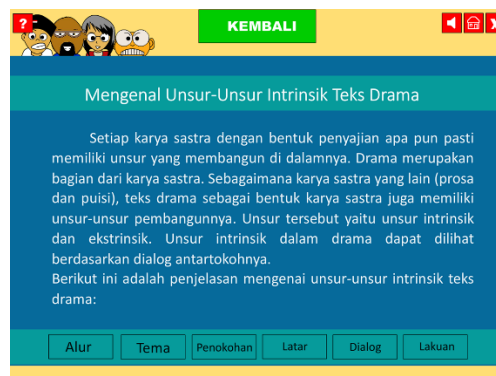 ?
KEMBALI
Mengenal Unsur-Unsur Intrinsik Teks Drama
Setiap karya sastra dengan bentuk penyajian apa pun pasti
memiliki unsur yang membangun di dalamnya. Drama merupakan
bagian dari karya sastra. Sebagaimana karya sastra yang lain (prosa
dan puisi), teks drama sebagai bentuk karya sastra juga memiliki
unsur-unsur pembangunnya. Unsur tersebut yaitu unsur intrinsik
dan ekstrinsik. Unsur intrinsik dalam drama dapat dilihat
berdasarkan dialog antartokohnya.
Berikut ini adalah penjelasan mengenai unsur-unsur intrinsik teks
drama:
Alur Tema Penokohan Latar Dialog Lakuan